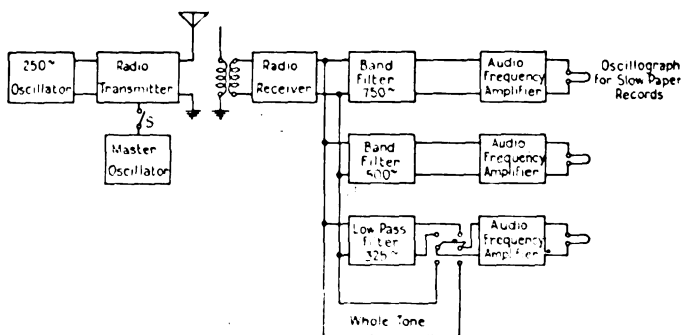 250~
Oscillator
Radio
Transmitter
S
Master
Oscillator
Radio
Receiver
Band
Filter
750~
Audio
Frequency
Amplifier
Oscillograph
for Slow Paper
Records
Band
Filter
500~
Audio
Frequency
Amplifier
Low Pass
Filter
325~
Audio
Frequency
Amplifier
Whole Tone